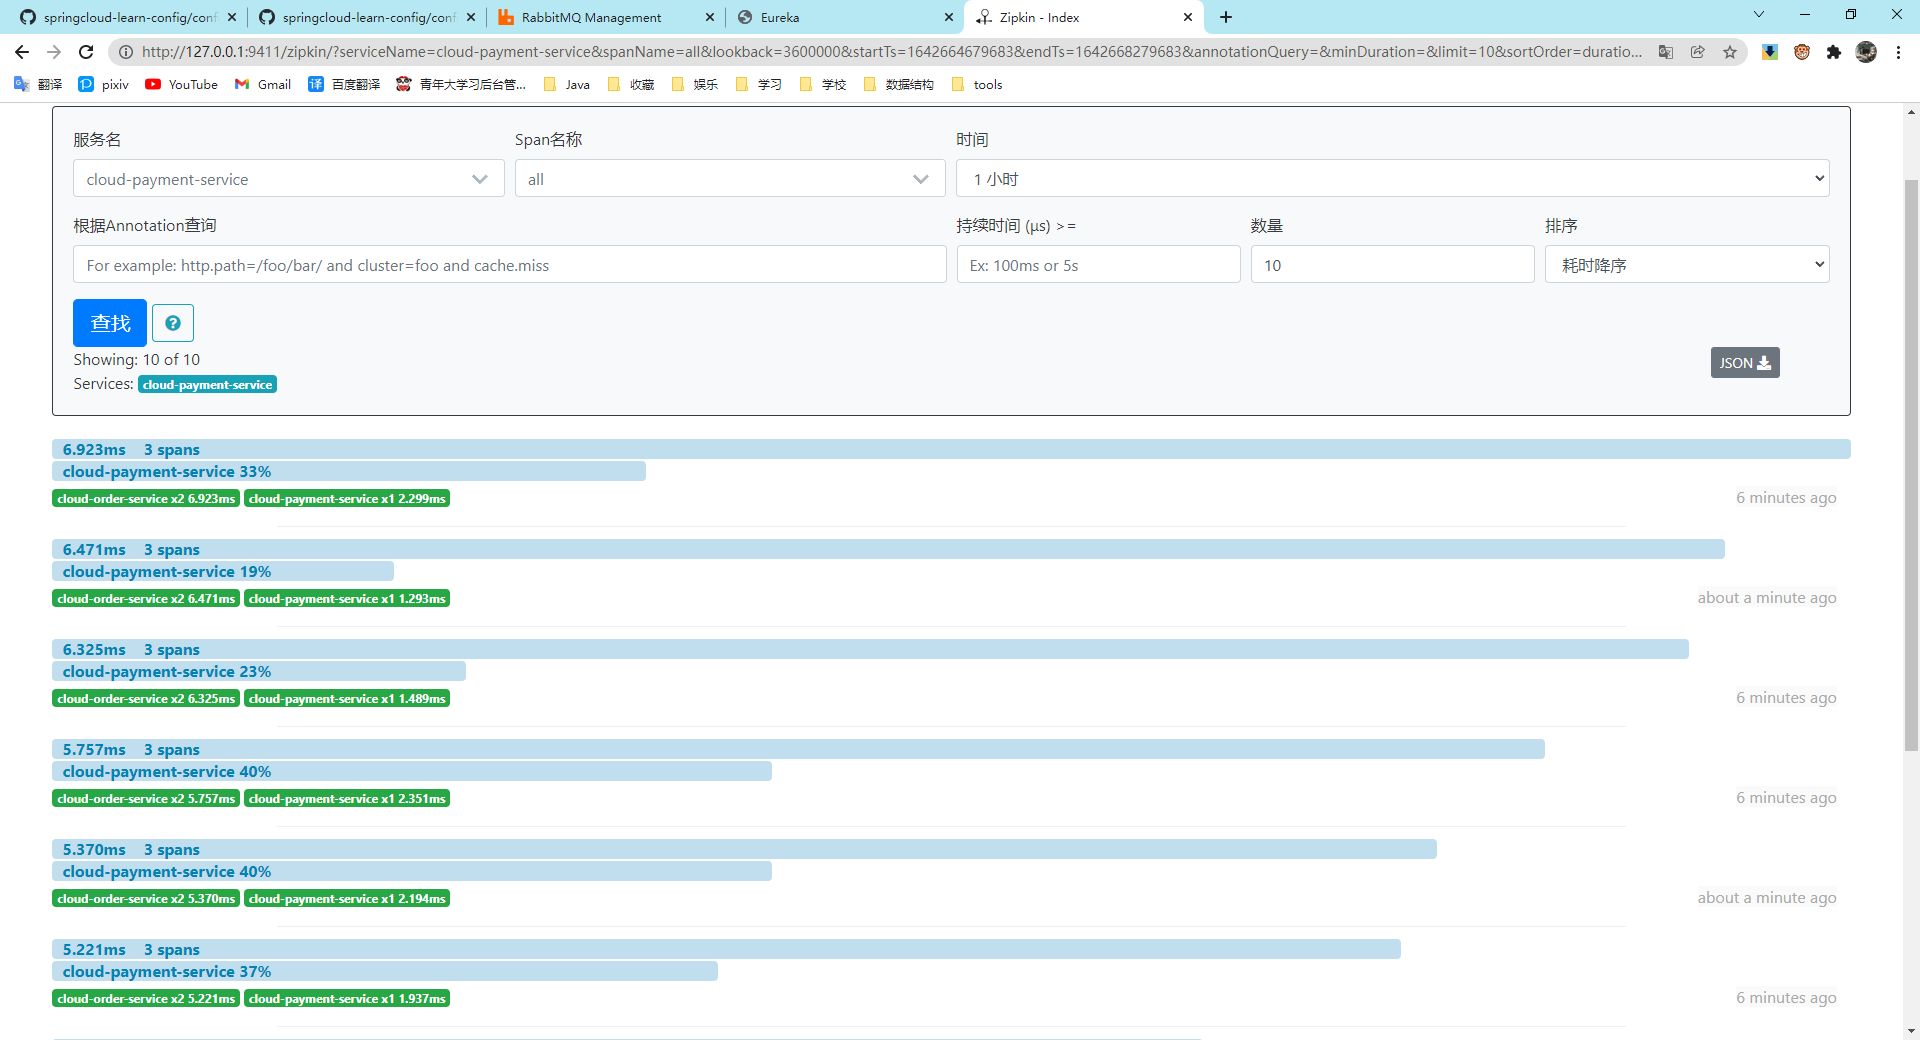 springcloud-learn-config/conf
springcloud-learn-config/conf
RabbitMQ Management
Eureka
Zipkin - Index
http://127.0.0.1:9411/zipkin/?serviceName=cloud-payment-service&spanName=all&lookback=3600000&startTs=1642664679683&endTs=1642668279683&annotationQuery=&minDuration=&limit=10&sortOrder=duratio...
翻译
pixiv
YouTube
Gmail
百度翻译
青年大学习后台管...
Java
收藏
娱乐
学习
学校
数据结构
tools
服务名
Span名称
时间
cloud-payment-service
all
1 小时
根据Annotation查询
持续时间 (μs) >=
数量
排序
For example: http.path=/foo/bar/ and cluster=foo and cache.miss
Ex: 100ms or 5s
10
耗时降序
查找
Showing: 10 of 10
Services: cloud-payment-service
JSON
6.923ms 3 spans
cloud-payment-service 33%
cloud-order-service x2 6.923ms cloud-payment-service x1 2.299ms
6 minutes ago
6.471ms 3 spans
cloud-payment-service 19%
cloud-order-service x2 6.471ms cloud-payment-service x1 1.293ms
about a minute ago
6.325ms 3 spans
cloud-payment-service 23%
cloud-order-service x2 6.325ms cloud-payment-service x1 1.489ms
6 minutes ago
5.757ms 3 spans
cloud-payment-service 40%
cloud-order-service x2 5.757ms cloud-payment-service x1 2.351ms
6 minutes ago
5.370ms 3 spans
cloud-payment-service 40%
cloud-order-service x2 5.370ms cloud-payment-service x1 2.194ms
about a minute ago
5.221ms 3 spans
cloud-payment-service 37%
cloud-order-service x2 5.221ms cloud-payment-service x1 1.937ms
6 minutes ago